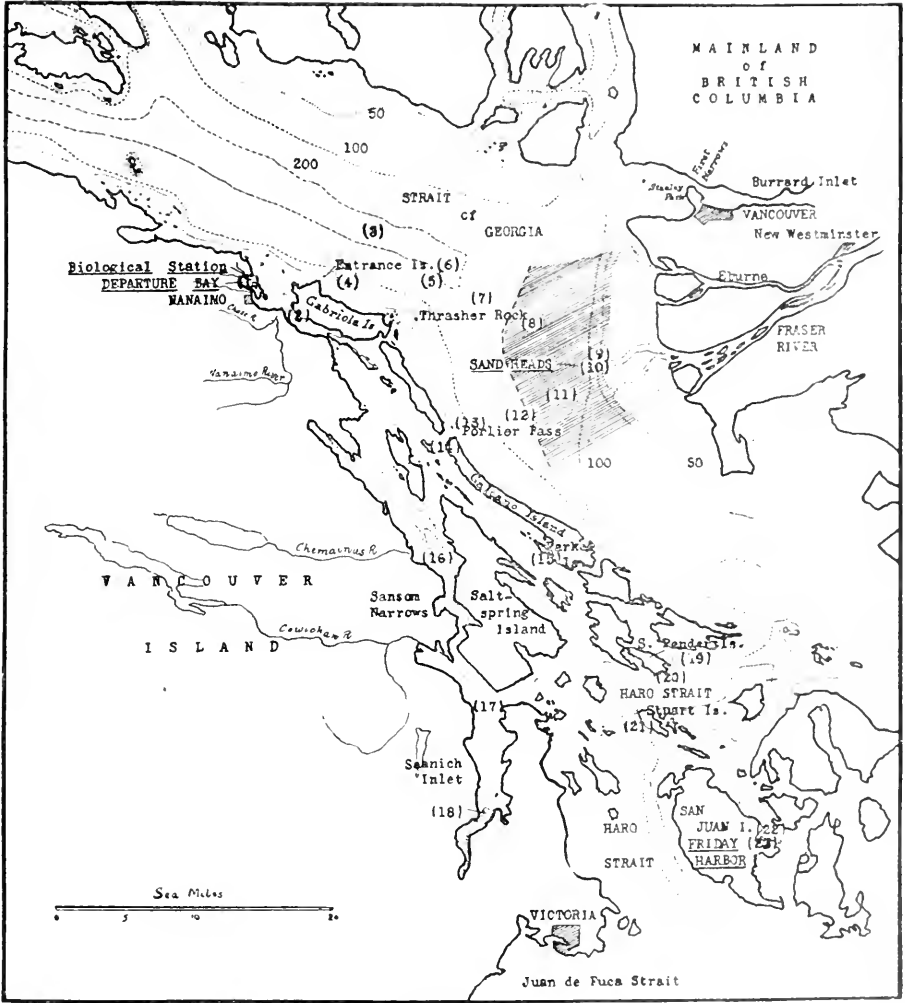 MAINLAND
of
BRITISH
COLUMBIA
50
100
200
First Narrows
Burrard Inlet
Stanley Park
STRAIT
of
GEORGIA
VANCOUVER
New Westminster
(3)
Biological Station
Entrance Is. (6)
Eburne
DEPARTURE BAY (1)
(4)
(5)
NANAIMO
Gabriola Is
(7)
(2)
Thrasher Rock
(8)
Chase R.
FRASER
RIVER
SAND HEADS
(9)
(10)
Nanaimo River
(11)
(12)
(13)
Porlier Pass
(14)
100
50
Galiano Island
Chemainus R.
(16)
(15)
VANCOUVER
ISLAND
Sansom
Narrows
Salt-
spring
Island
Cowichan R.
S. Pender Is.
(19)
(20)
HARO STRAIT
Stuart Is.
(17)
(21)
Saanich
Inlet
(18)
SAN
JUAN I. (22)
FRIDAY (23)
HARBOR
HARO
STRAIT
Sea Miles
0 5 10 20
VICTORIA
Juan de Fuca Strait